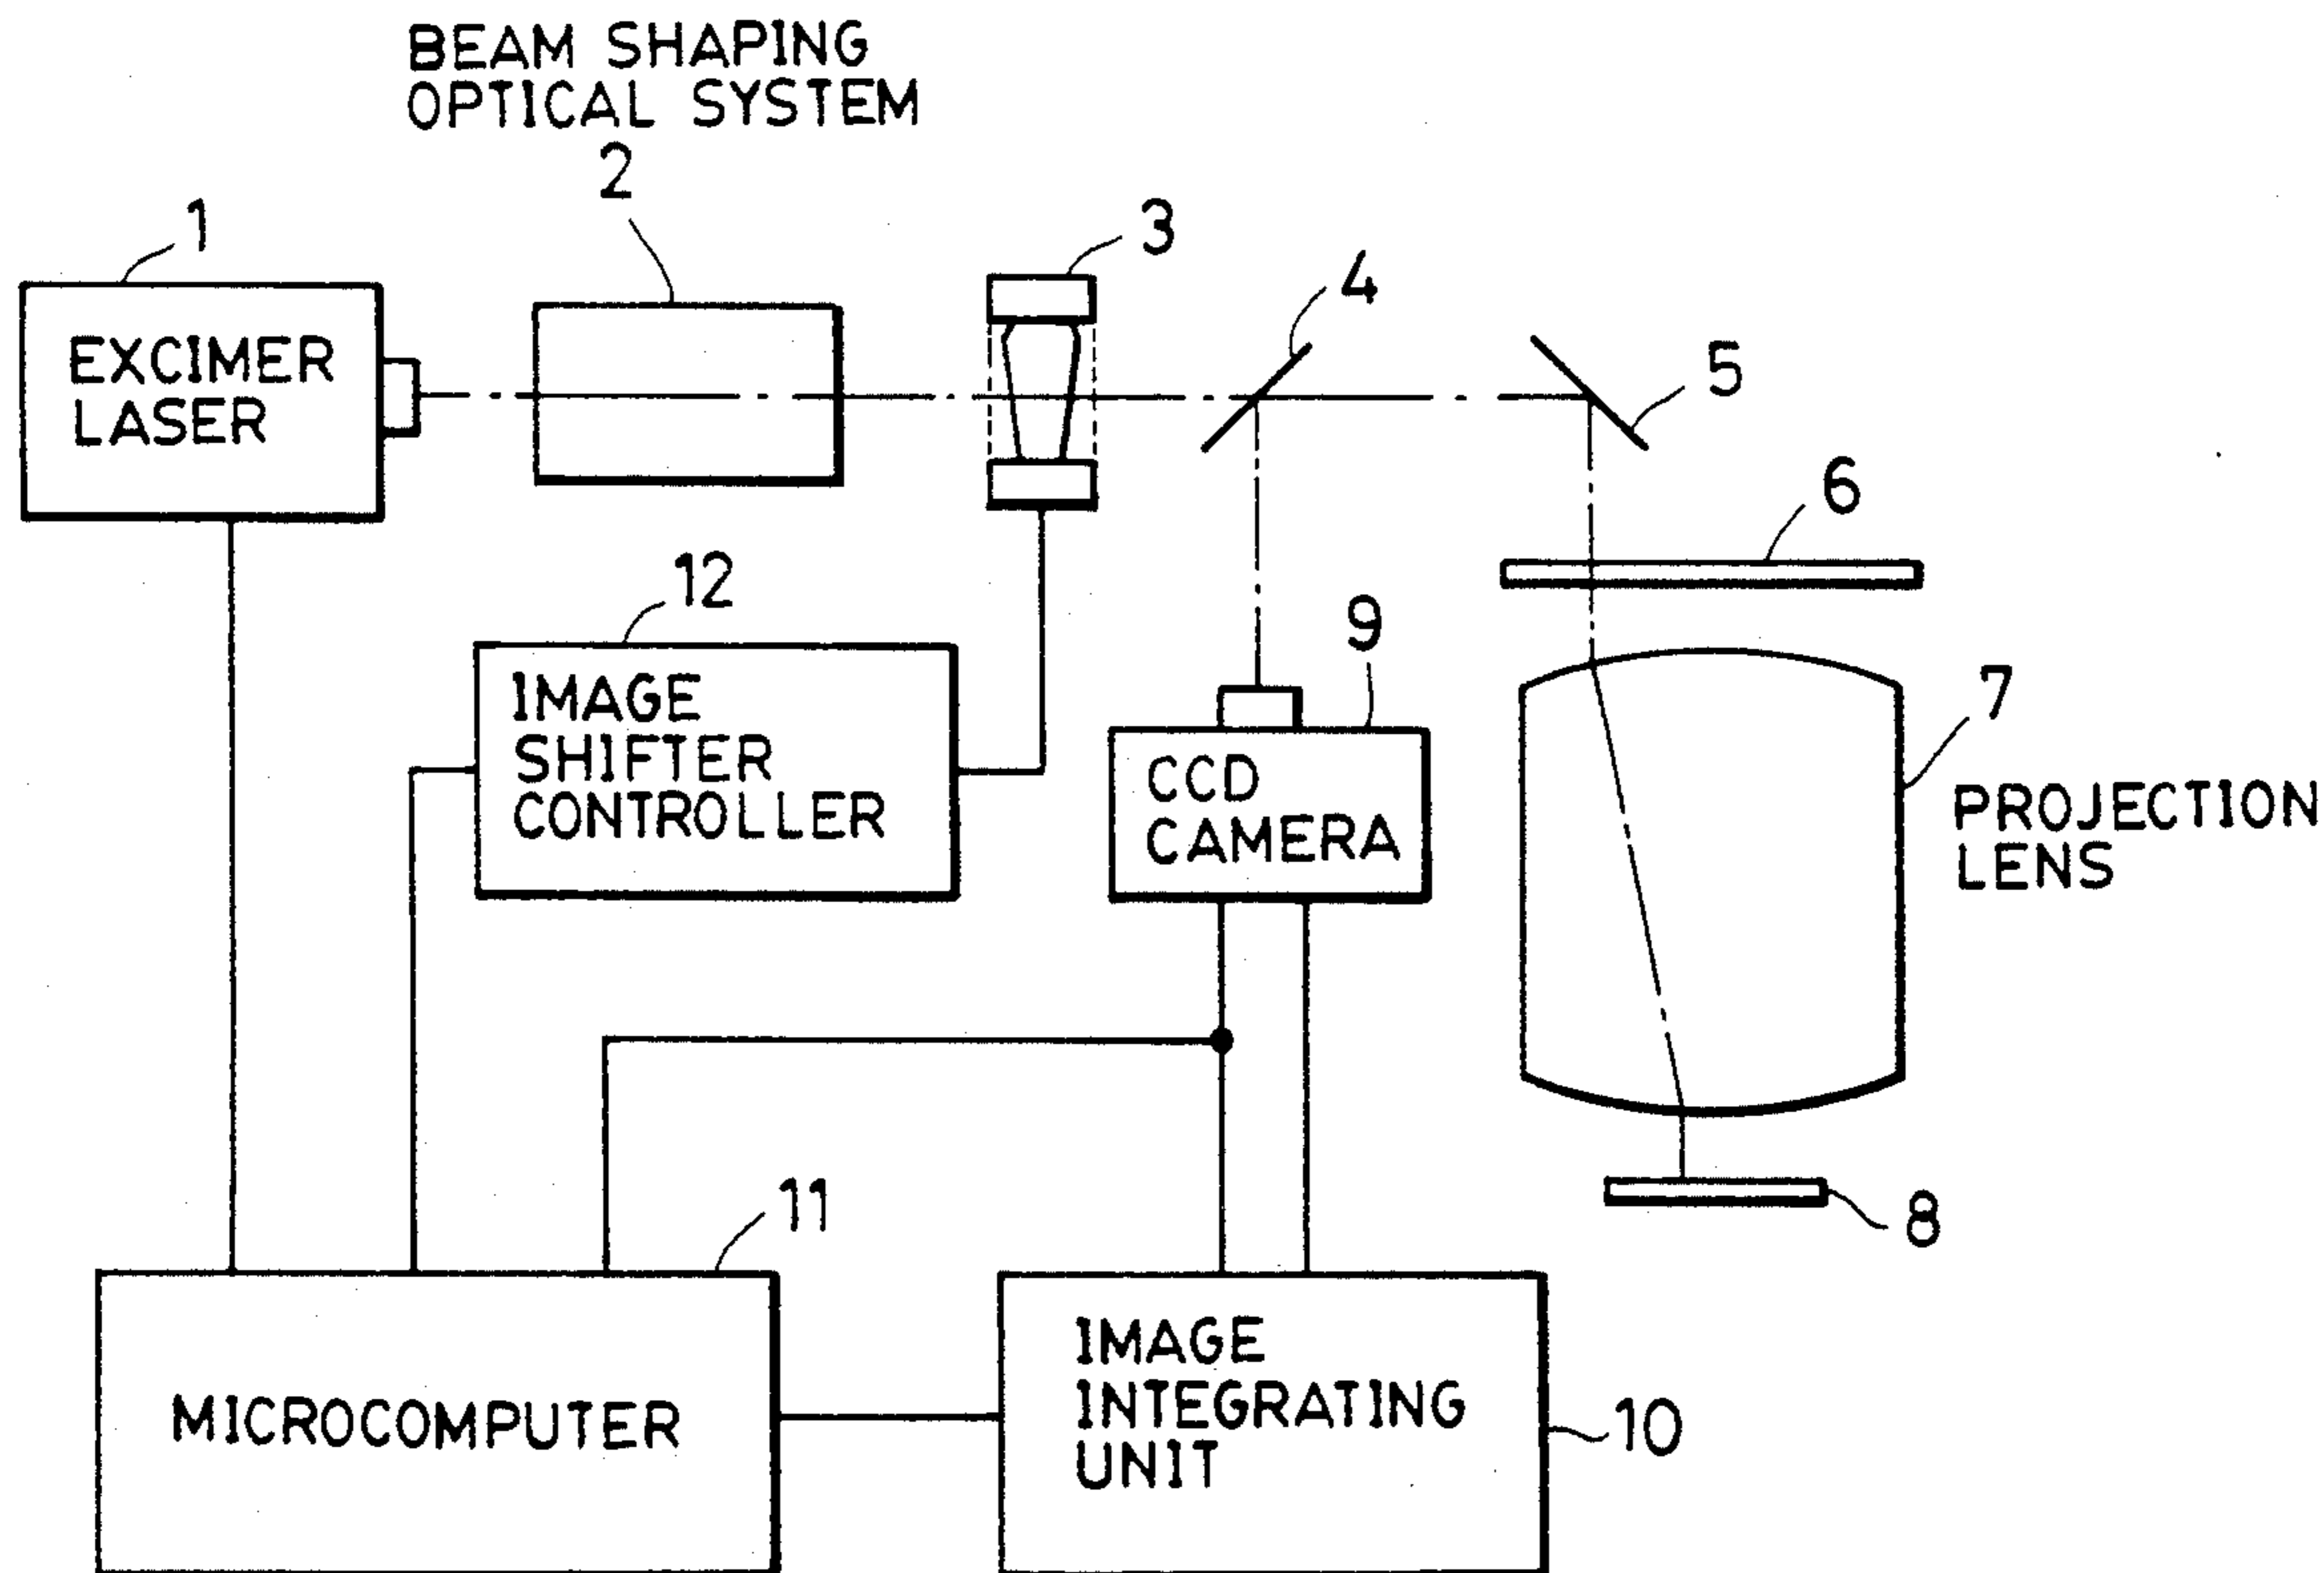 BEAM SHAPING
OPTICAL SYSTEM
2
1
3
4
5
EXCIMER
LASER
6
12
9
7
IMAGE
SHIFTER
CONTROLLER
CCD
CAMERA
PROJECTION
LENS
11
8
MICROCOMPUTER
IMAGE
INTEGRATING
UNIT
10